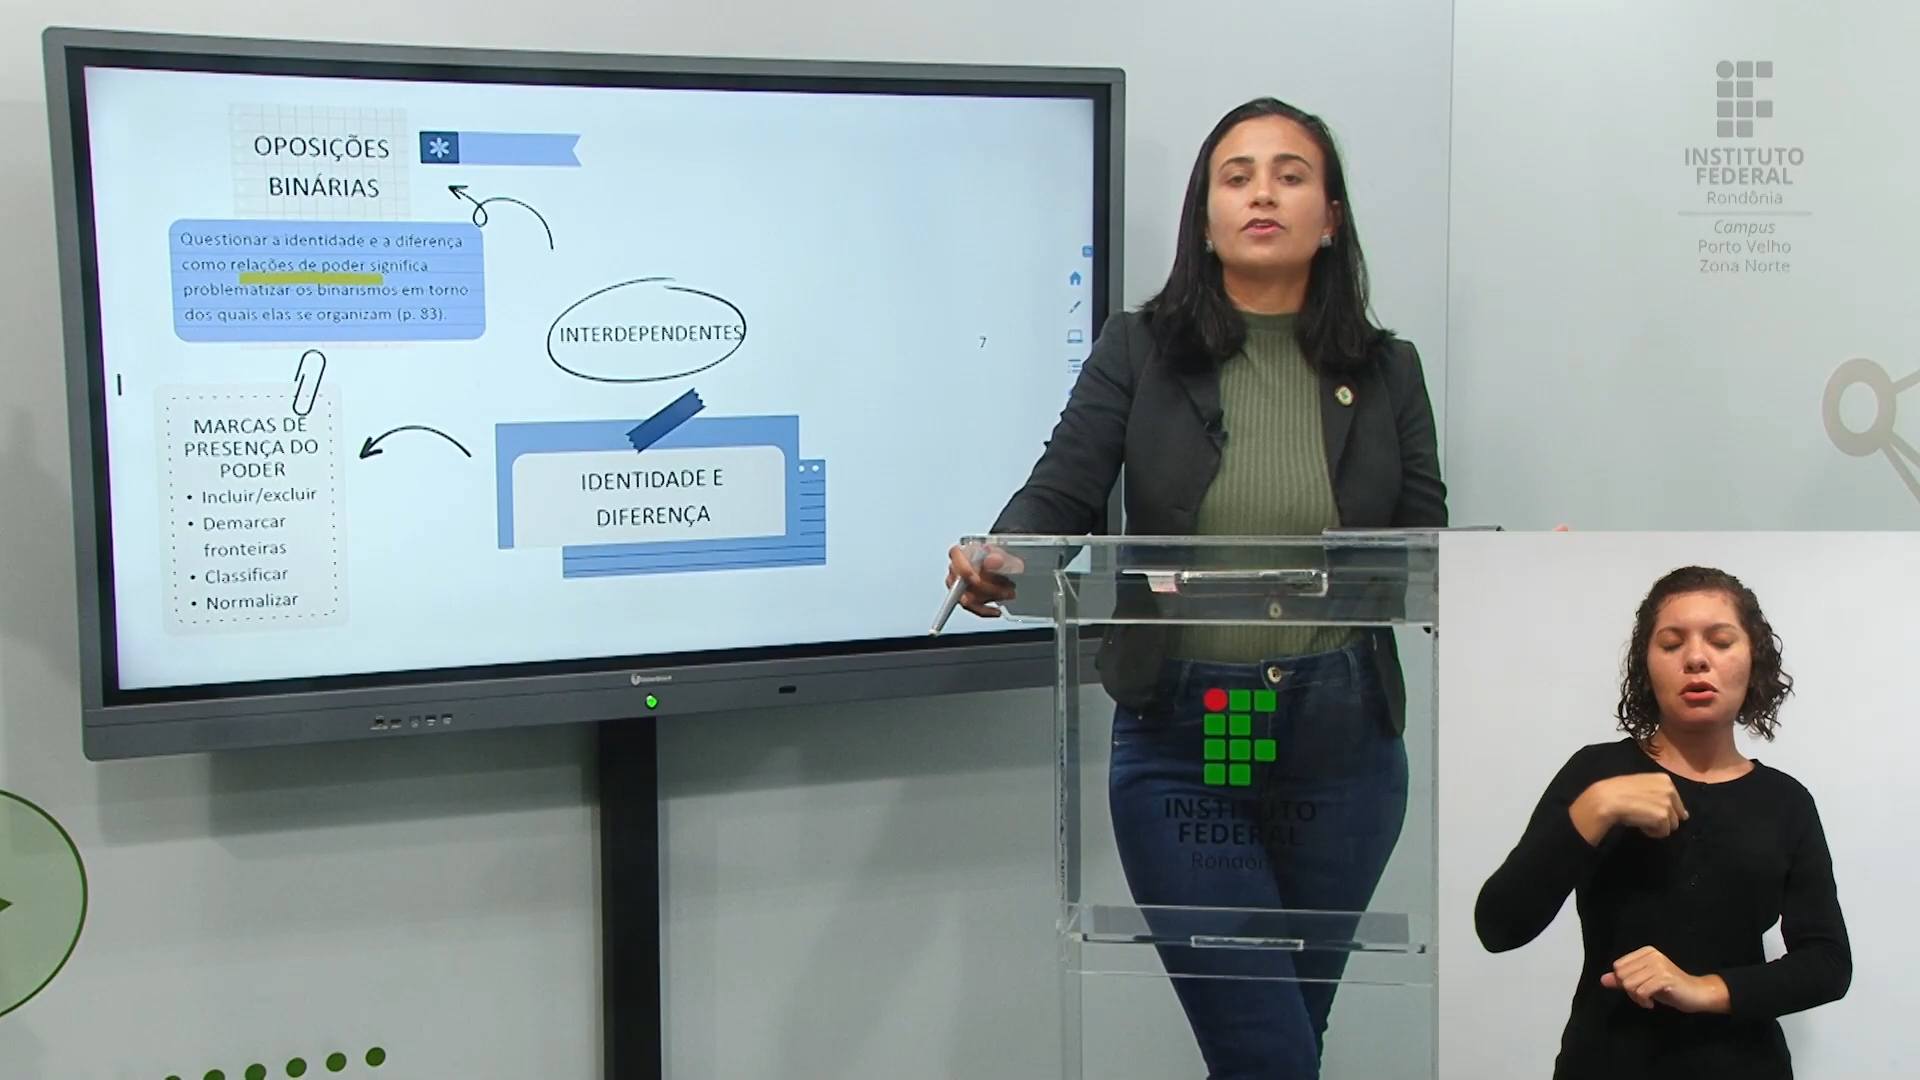 OPOSIÇÕES
BINÁRIAS
Questionar a identidade e a diferença
como relações de poder significa
problematizar os binarismos em torno
dos quais elas se organizam (p. 83).
INTERDEPENDENTES
7
MARCAS DE
PRESENÇA DO
PODER
• Incluir/excluir
• Demarcar
fronteiras
• Classificar
• Normalizar
IDENTIDADE E
DIFERENÇA
INSTITUTO
FEDERAL
Rondônia
Campus
Porto Velho
Zona Norte
INSTITUTO
FEDERAL
Rondônia